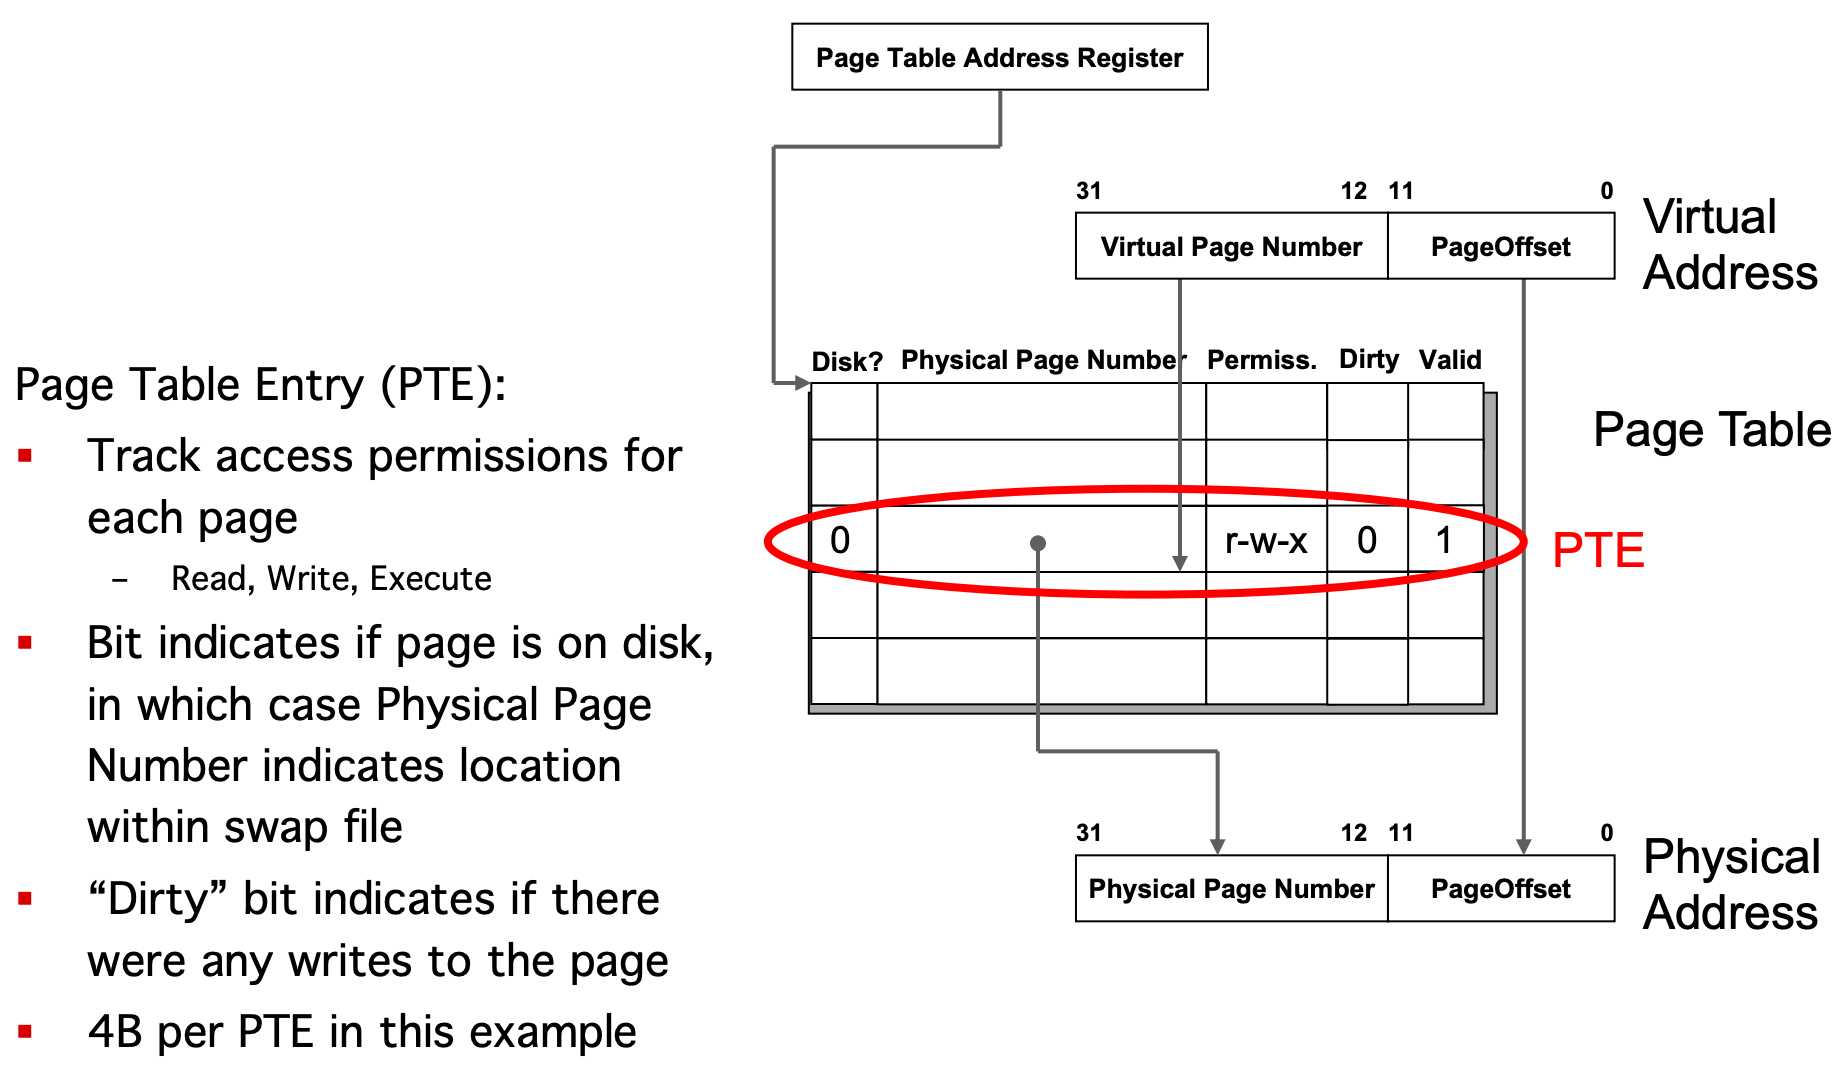 Page Table Address Register
31 12 11 0
Virtual Page Number PageOffset
Virtual
Address
Disk? Physical Page Number Permiss. Dirty Valid
Page Table
0 r-w-x 0 1
PTE
31 12 11 0
Physical Page Number PageOffset
Physical
Address
Page Table Entry (PTE):
▪ Track access permissions for
each page
– Read, Write, Execute
▪ Bit indicates if page is on disk,
in which case Physical Page
Number indicates location
within swap file
▪ “Dirty” bit indicates if there
were any writes to the page
▪ 4B per PTE in this example